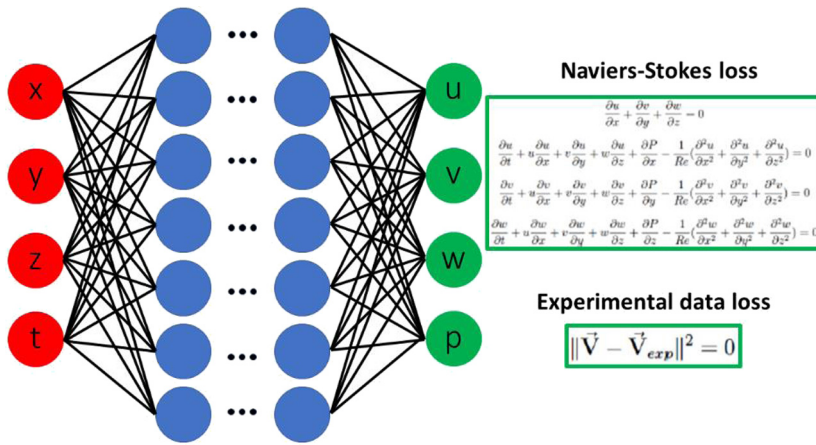 x
y
z
t
... ...
... ...
... ...
... ...
... ...
... ...
... ...
u
v
w
p
Naviers-Stokes loss
∂u/∂x + ∂v/∂y + ∂w/∂z = 0
∂u/∂t + u∂u/∂x + v∂u/∂y + w∂u/∂z + ∂P/∂x − 1/Re(∂²u/∂x² + ∂²u/∂y² + ∂²u/∂z²) = 0
∂v/∂t + u∂v/∂x + v∂v/∂y + w∂v/∂z + ∂P/∂y − 1/Re(∂²v/∂x² + ∂²v/∂y² + ∂²v/∂z²) = 0
∂w/∂t + u∂w/∂x + v∂w/∂y + w∂w/∂z + ∂P/∂z − 1/Re(∂²w/∂x² + ∂²w/∂y² + ∂²w/∂z²) = 0
Experimental data loss
‖V⃗ − V⃗exp‖² = 0